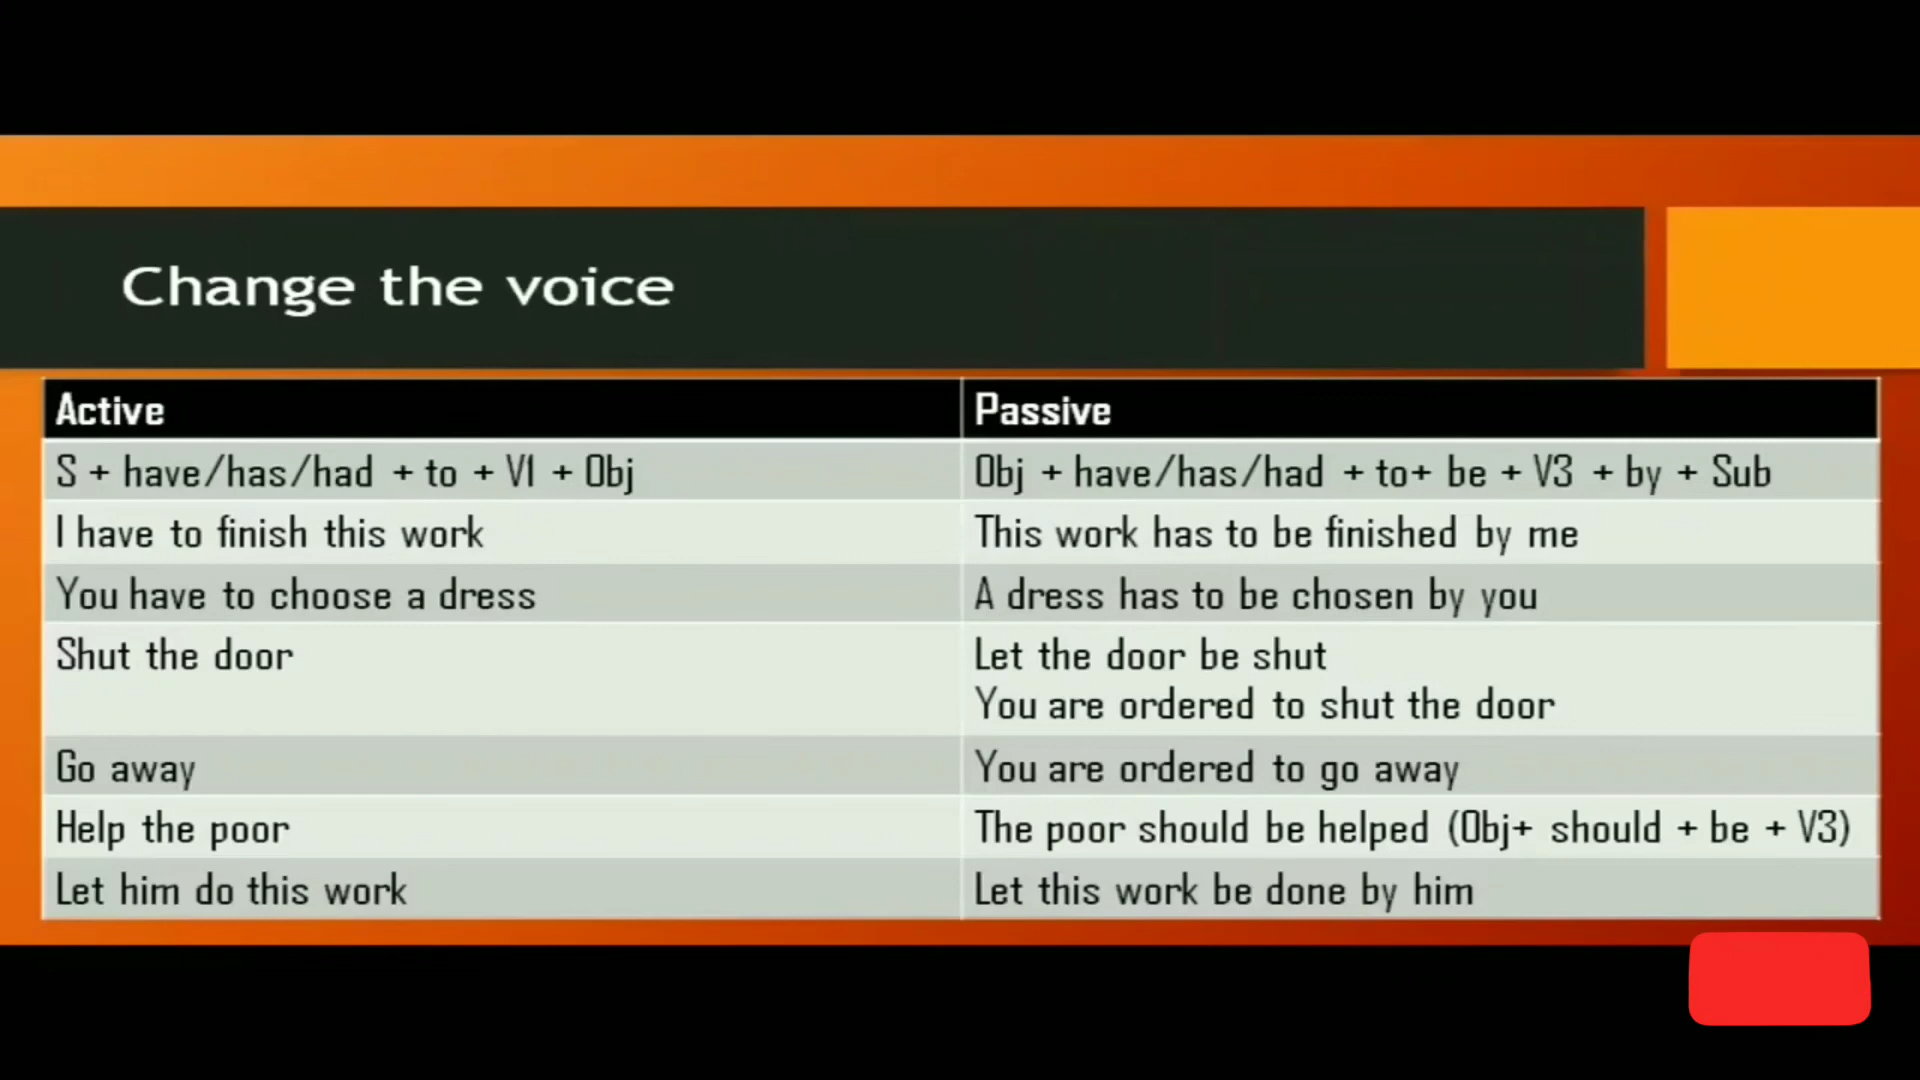 Change the voice
Active
Passive
S + have/has/had + to + V1 + Obj
Obj + have/has/had + to+ be + V3 + by + Sub
I have to finish this work
This work has to be finished by me
You have to choose a dress
A dress has to be chosen by you
Shut the door
Let the door be shut
You are ordered to shut the door
Go away
You are ordered to go away
Help the poor
The poor should be helped (Obj+ should + be + V3)
Let him do this work
Let this work be done by him